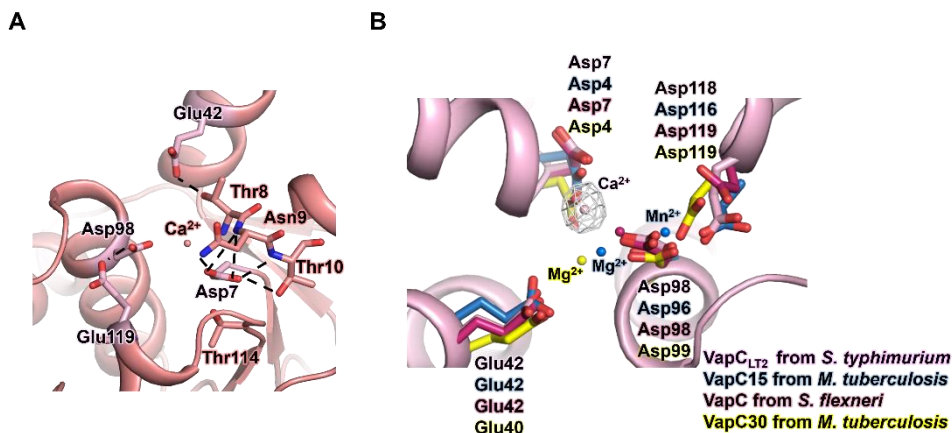 A
Glu42
Thr8
Asn9
Asp98
Ca²⁺
Thr10
Asp7
Glu119
Thr114
B
Asp7
Asp4
Asp7
Asp4
Asp118
Asp116
Asp119
Asp119
Ca²⁺
Mn²⁺
Mg²⁺
Mg²⁺
Asp98
Asp96
Asp98
Asp99
Glu42
Glu42
Glu42
Glu40
VapC_LT2 from S. typhimurium
VapC15 from M. tuberculosis
VapC from S. flexneri
VapC30 from M. tuberculosis